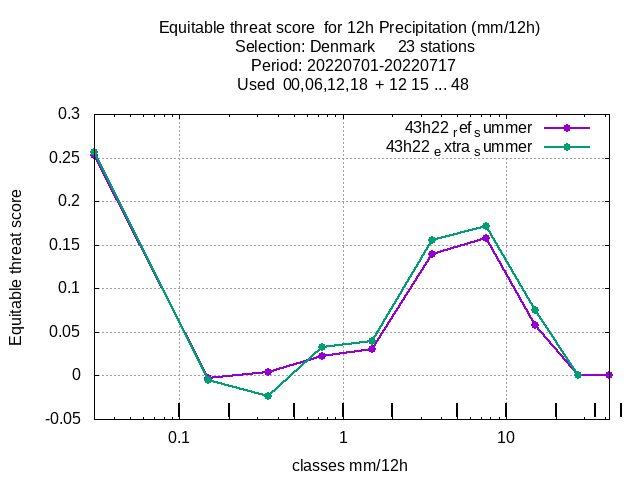 Equitable threat score  for 12h Precipitation (mm/12h)
Selection: Denmark     23 stations
Period: 20220701-20220717
Used  00,06,12,18  + 12 15 ... 48
0.3
43h22 ref summer
0.25
43h22 extra summer
0.2
0.15
0.1
0.05
0
-0.05
Equitable threat score
0.1 1 10
classes mm/12h